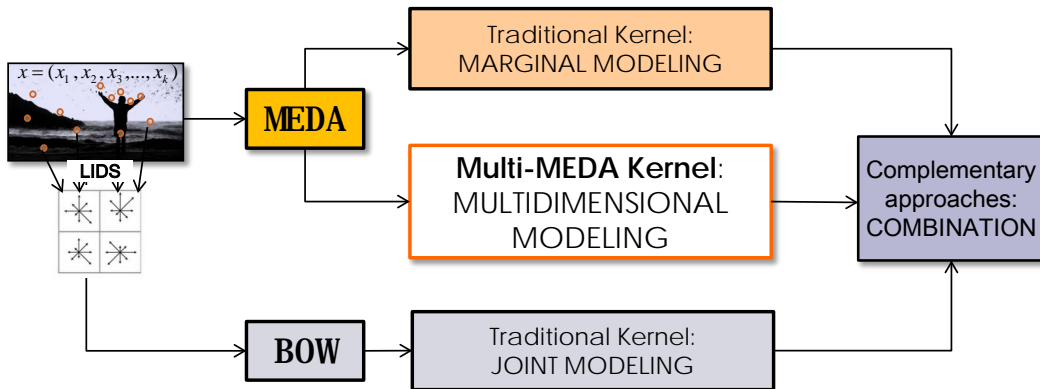 x = (x₁, x₂, x₃,..., xₖ)
LIDS
MEDA
Traditional Kernel:
MARGINAL MODELING
Multi-MEDA Kernel:
MULTIDIMENSIONAL
MODELING
BOW
Traditional Kernel:
JOINT MODELING
Complementary
approaches:
COMBINATION